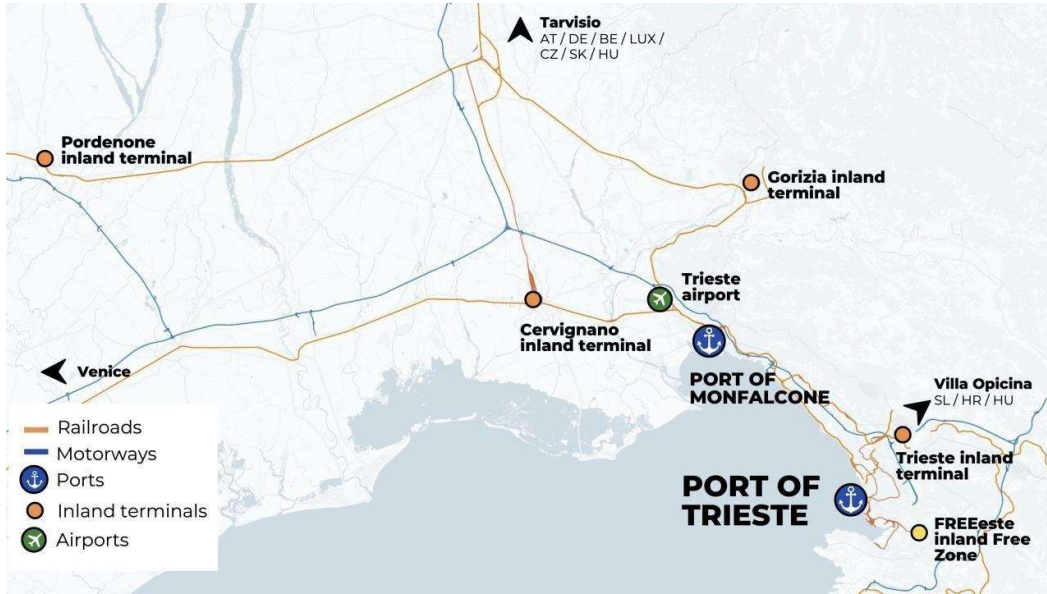 Tarvisio
AT / DE / BE / LUX /
CZ / SK / HU
Pordenone
inland terminal
Gorizia inland
terminal
Trieste
airport
Cervignano
inland terminal
Venice
PORT OF
MONFALCONE
Villa Opicina
SL / HR / HU
Trieste inland
terminal
PORT OF
TRIESTE
FREEeste
inland Free
Zone
Railroads
Motorways
Ports
Inland terminals
Airports